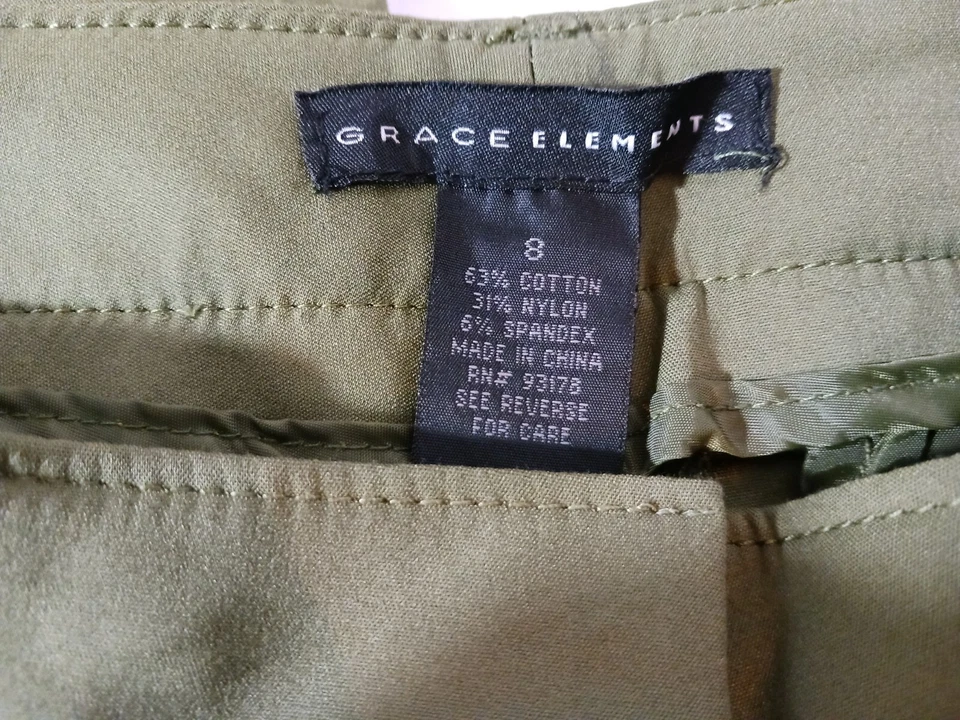 GRACE ELEMENTS
8
63% COTTON
31% NYLON
6% SPANDEX
MADE IN CHINA
RN# 93178
SEE REVERSE
FOR CARE